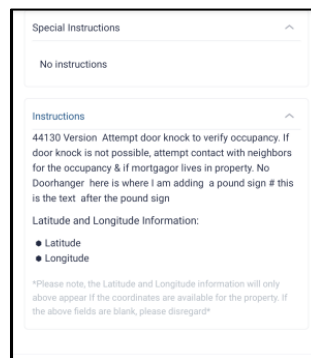 Special Instructions
No instructions
Instructions
44130 Version  Attempt door knock to verify occupancy. If
door knock is not possible, attempt contact with neighbors
for the occupancy & if mortgagor lives in property. No
Doorhanger  here is where I am adding  a pound sign # this
is the text  after the pound sign
Latitude and Longitude Information:
● Latitude
● Longitude
*Please note, the Latitude and Longitude information will only
above appear If the coordinates are available for the property. If
the above fields are blank, please disregard*